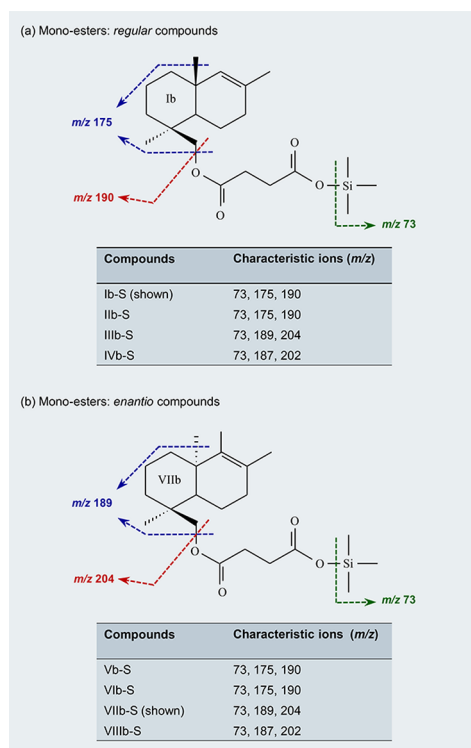 (a) Mono-esters: regular compounds
Ib
m/z 175
m/z 190
O
O
O
O
Si
m/z 73
Compounds Characteristic ions (m/z)
Ib-S (shown) 73, 175, 190
IIb-S 73, 175, 190
IIIb-S 73, 189, 204
IVb-S 73, 187, 202
(b) Mono-esters: enantio compounds
VIIb
m/z 189
m/z 204
O
O
O
O
Si
m/z 73
Compounds Characteristic ions (m/z)
Vb-S 73, 175, 190
VIb-S 73, 175, 190
VIIb-S (shown) 73, 189, 204
VIIIb-S 73, 187, 202